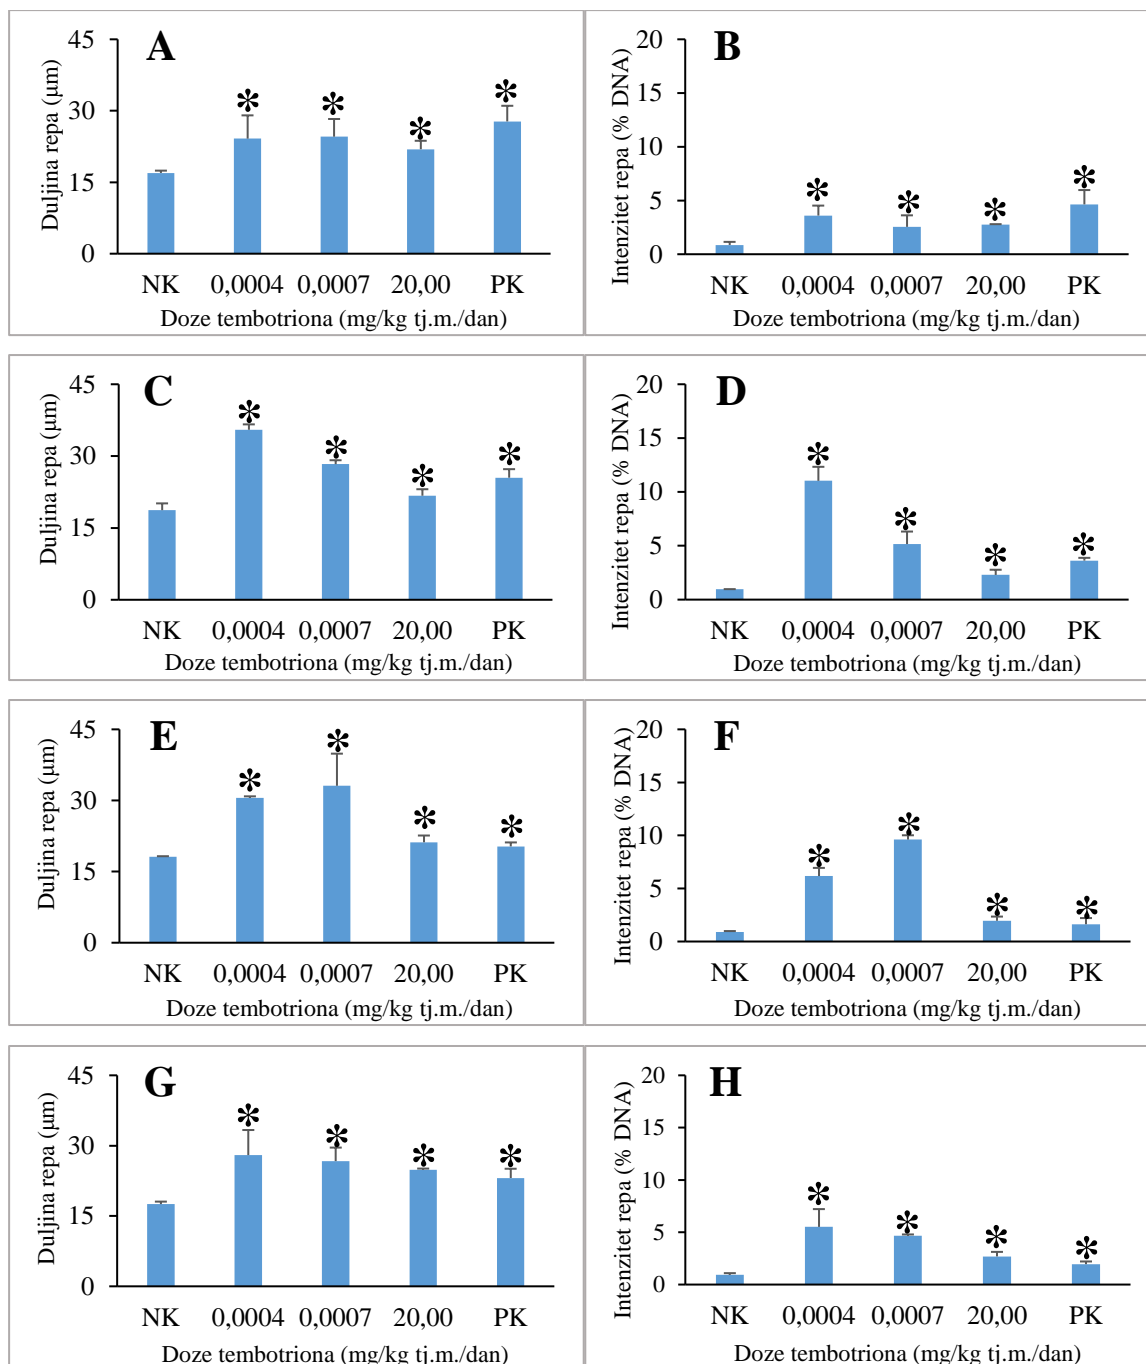 A
Duljina repa (µm)
45
30
15
0
* * * *
NK 0,0004 0,0007 20,00 PK
Doze tembotriona (mg/kg tj.m./dan)
B
Intenzitet repa (% DNA)
20
15
10
5
0
* * * *
NK 0,0004 0,0007 20,00 PK
Doze tembotriona (mg/kg tj.m./dan)
C
Duljina repa (µm)
45
30
15
0
* * * *
NK 0,0004 0,0007 20,00 PK
Doze tembotriona (mg/kg tj.m./dan)
D
Intenzitet repa (% DNA)
20
15
10
5
0
* * * *
NK 0,0004 0,0007 20,00 PK
Doze tembotriona (mg/kg tj.m./dan)
E
Duljina repa (µm)
45
30
15
0
* * * *
NK 0,0004 0,0007 20,00 PK
Doze tembotriona (mg/kg tj.m./dan)
F
Intenzitet repa (% DNA)
20
15
10
5
0
* * * *
NK 0,0004 0,0007 20,00 PK
Doze tembotriona (mg/kg tj.m./dan)
G
Duljina repa (µm)
45
30
15
0
* * * *
NK 0,0004 0,0007 20,00 PK
Doze tembotriona (mg/kg tj.m./dan)
H
Intenzitet repa (% DNA)
20
15
10
5
0
* * * *
NK 0,0004 0,0007 20,00 PK
Doze tembotriona (mg/kg tj.m./dan)